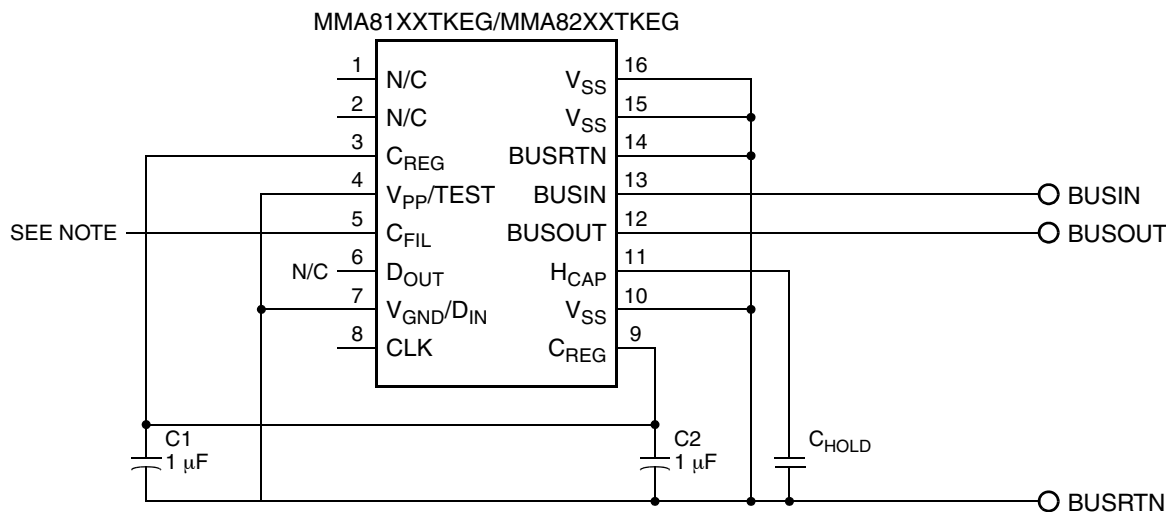 MMA81XXTKEG/MMA82XXTKEG
1 N/C VSS 16
2 N/C VSS 15
3 CREG BUSRTN 14
4 VPP/TEST BUSIN 13 BUSIN
SEE NOTE 5 CFIL BUSOUT 12 BUSOUT
N/C 6 DOUT HCAP 11
7 VGND/DIN VSS 10
8 CLK CREG 9
C1
1 μF
C2
1 μF
CHOLD
BUSRTN